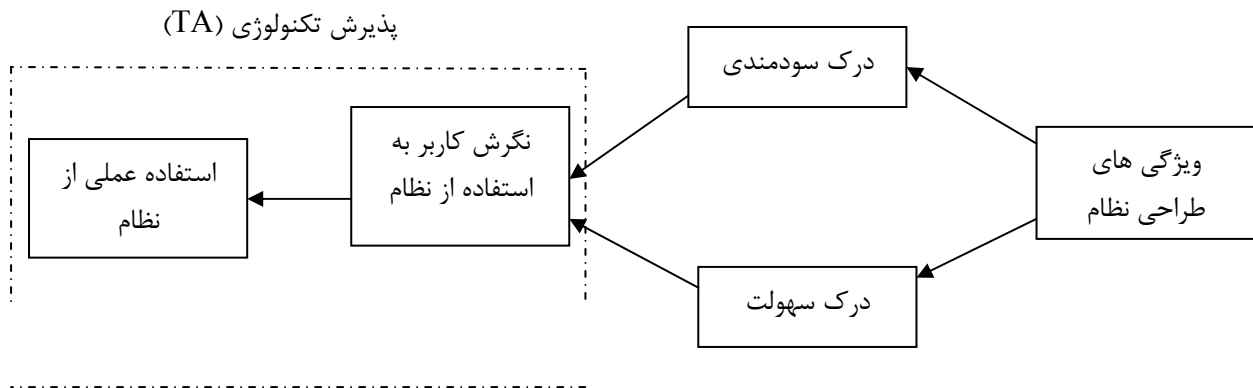 پذیرش تکنولوژی (TA)
درک سودمندی
ویژگی های
طراحی نظام
نگرش کاربر به
استفاده از نظام
استفاده عملی از
نظام
درک سهولت